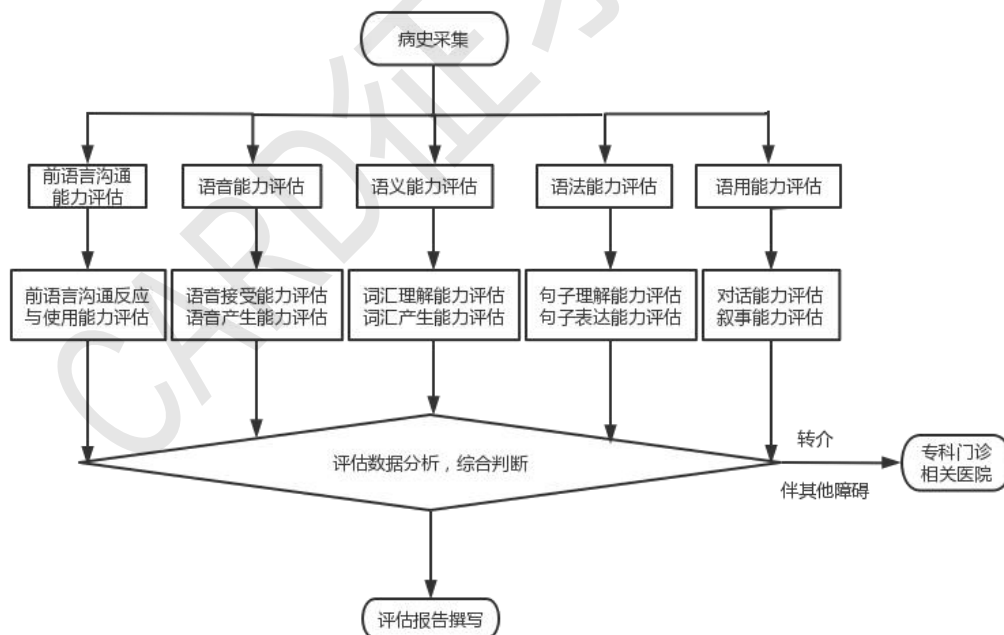 病史采集
前语言沟通
能力评估
语音能力评估
语义能力评估
语法能力评估
语用能力评估
前语言沟通反应
与使用能力评估
语音接受能力评估
语音产生能力评估
词汇理解能力评估
词汇产生能力评估
句子理解能力评估
句子表达能力评估
对话能力评估
叙事能力评估
评估数据分析，综合判断
转介
伴其他障碍
专科门诊
相关医院
评估报告撰写
CARD征